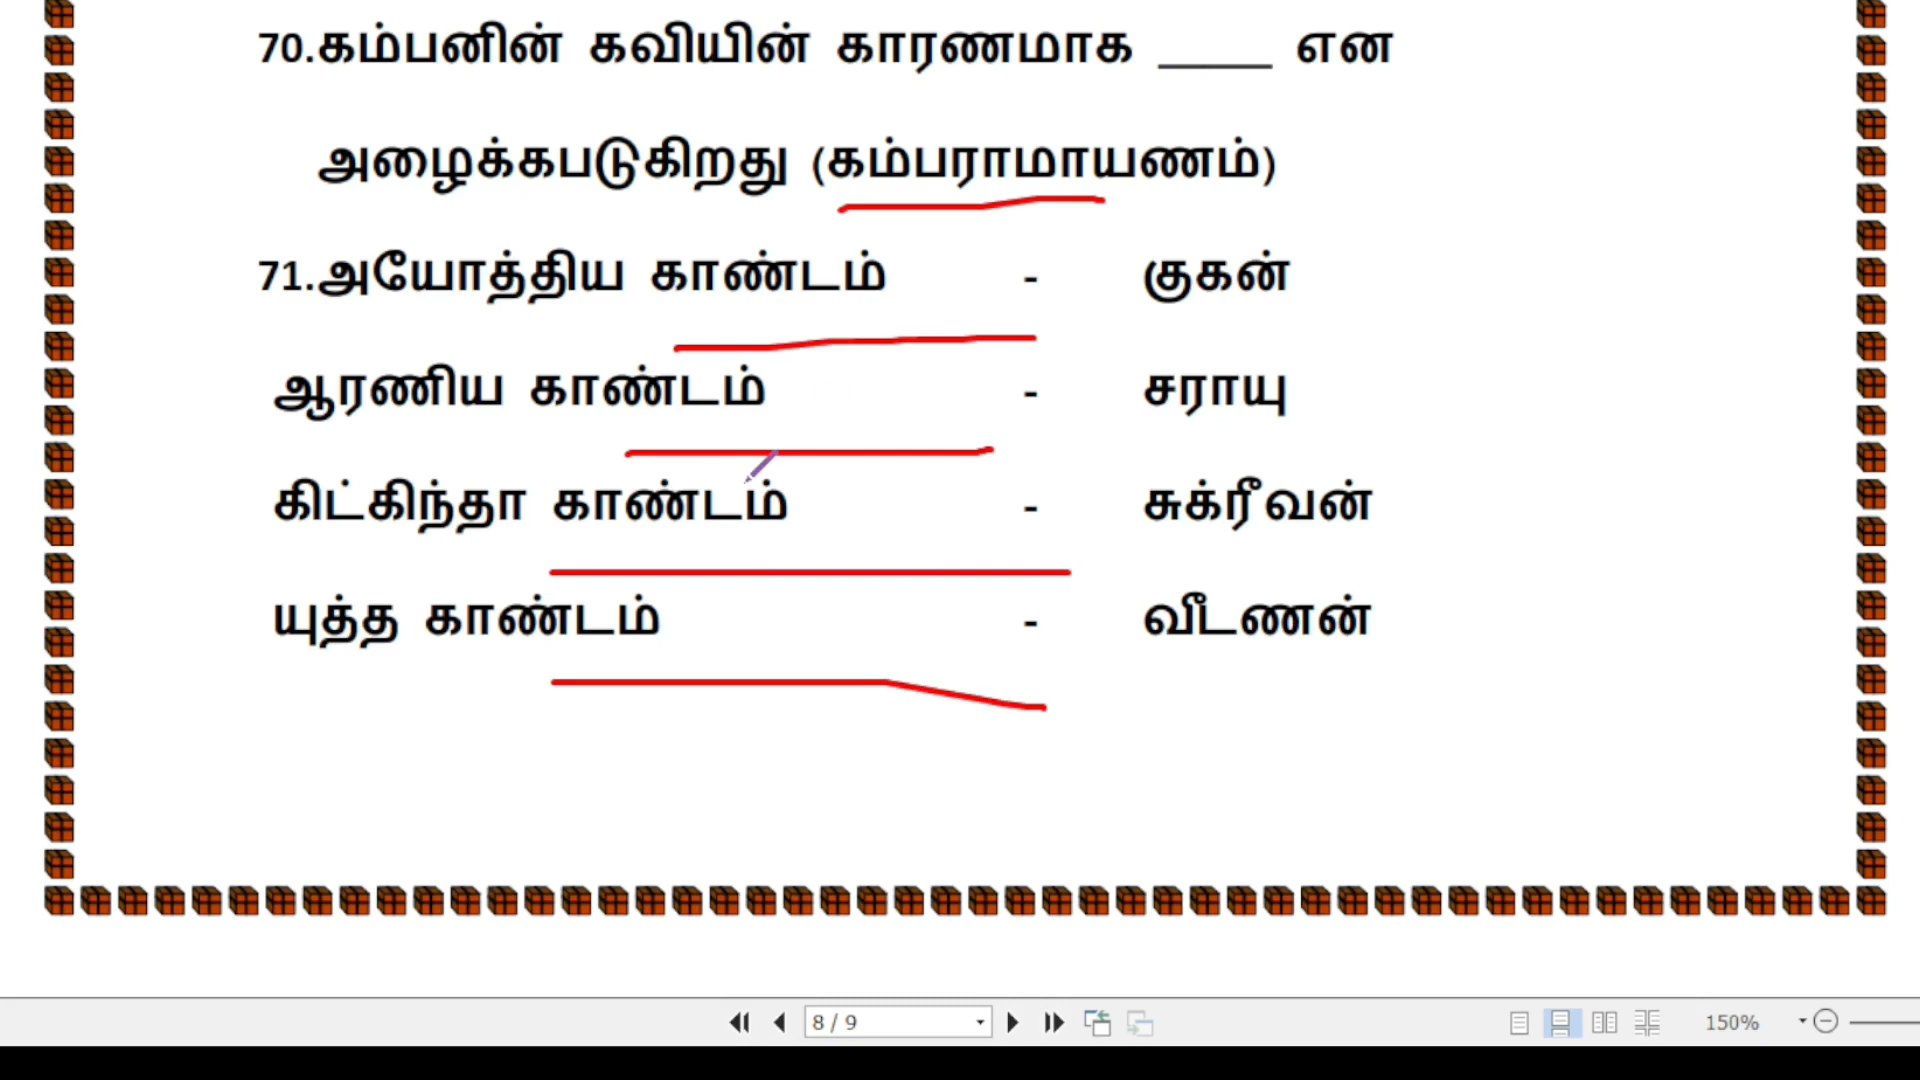 70.கம்பனின் கவியின் காரணமாக ____ என
அழைக்கபடுகிறது (கம்பராமாயணம்)
71.அயோத்திய காண்டம் - குகன்
ஆரணிய காண்டம் - சராயு
கிட்கிந்தா காண்டம் - சுக்ரீவன்
யுத்த காண்டம் - வீடணன்
8 / 9
150%